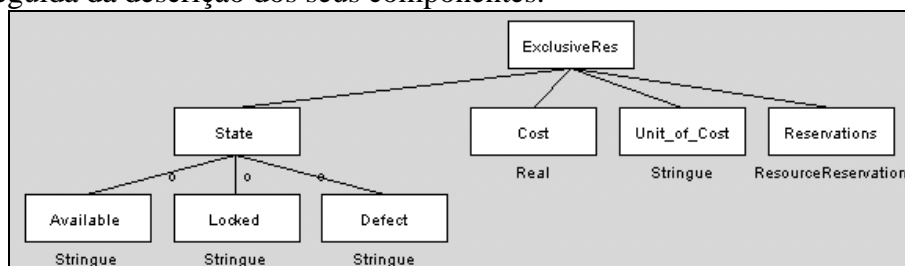 eguida da descrição dos seus componentes.
ExclusiveRes
State Cost Unit_of_Cost Reservations
Real Stringue ResourceReservation
o o o
Available Locked Defect
Stringue Stringue Stringue